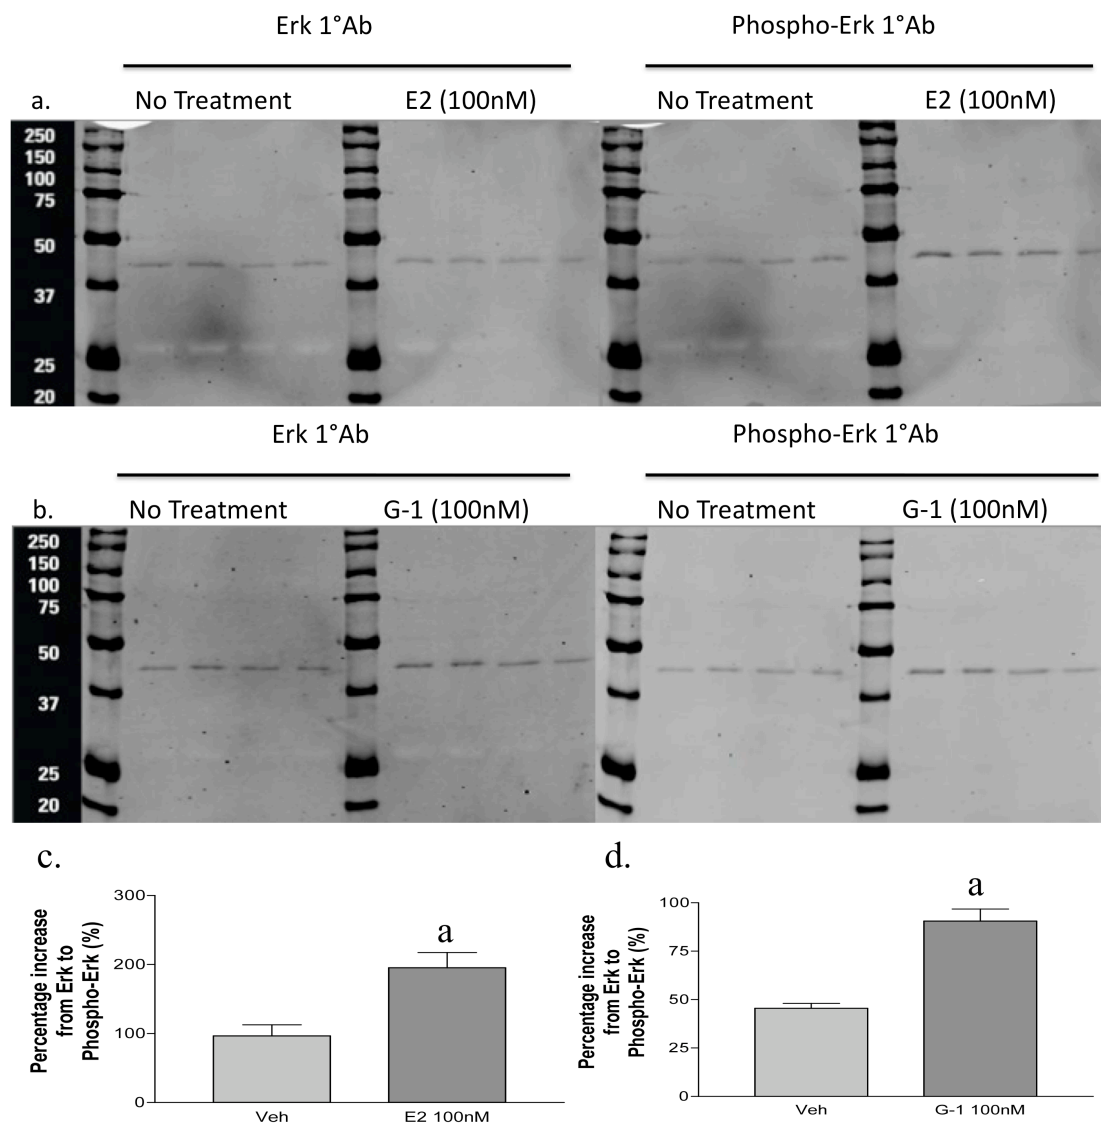 Erk 1°Ab
Phospho-Erk 1°Ab
a.
No Treatment
E2 (100nM)
No Treatment
E2 (100nM)
250
150
100
75
50
37
25
20
Erk 1°Ab
Phospho-Erk 1°Ab
b.
No Treatment
G-1 (100nM)
No Treatment
G-1 (100nM)
250
150
100
75
50
37
25
20
c.
Percentage increase
from Erk to
Phospho-Erk (%)
300
200
100
0
a
Veh
E2 100nM
d.
Percentage increase
from Erk to
Phospho-Erk (%)
100
75
50
25
0
a
Veh
G-1 100nM